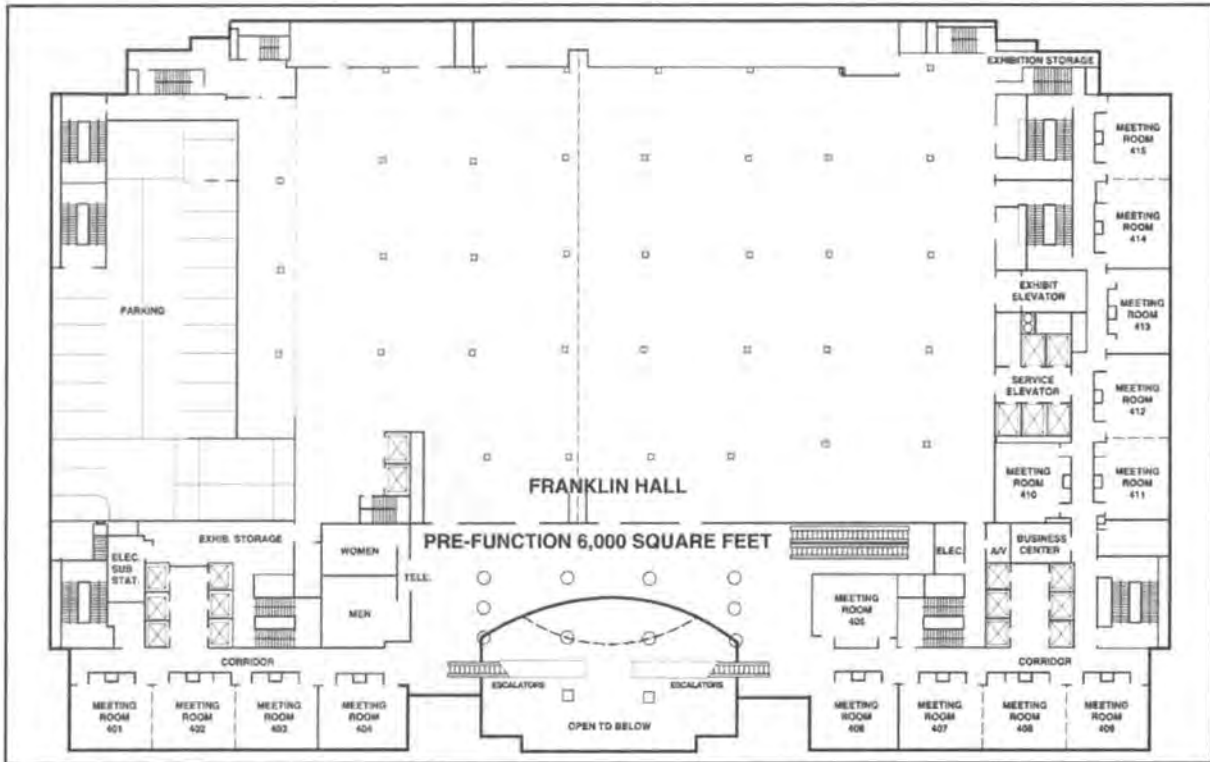 EXHIBITION STORAGE
MEETING
ROOM
415
MEETING
ROOM
414
EXHIBIT
ELEVATOR
MEETING
ROOM
413
PARKING
SERVICE
ELEVATOR
MEETING
ROOM
412
MEETING
ROOM
410
MEETING
ROOM
411
FRANKLIN HALL
EXHIB. STORAGE
PRE-FUNCTION 6,000 SQUARE FEET
WOMEN
ELEC.
A/V
BUSINESS
CENTER
ELEC.
SUB
STAT.
TELE.
MEN
MEETING
ROOM
405
CORRIDOR
CORRIDOR
ESCALATORS
ESCALATORS
MEETING
ROOM
401
MEETING
ROOM
402
MEETING
ROOM
403
MEETING
ROOM
404
OPEN TO BELOW
MEETING
ROOM
406
MEETING
ROOM
407
MEETING
ROOM
408
MEETING
ROOM
409